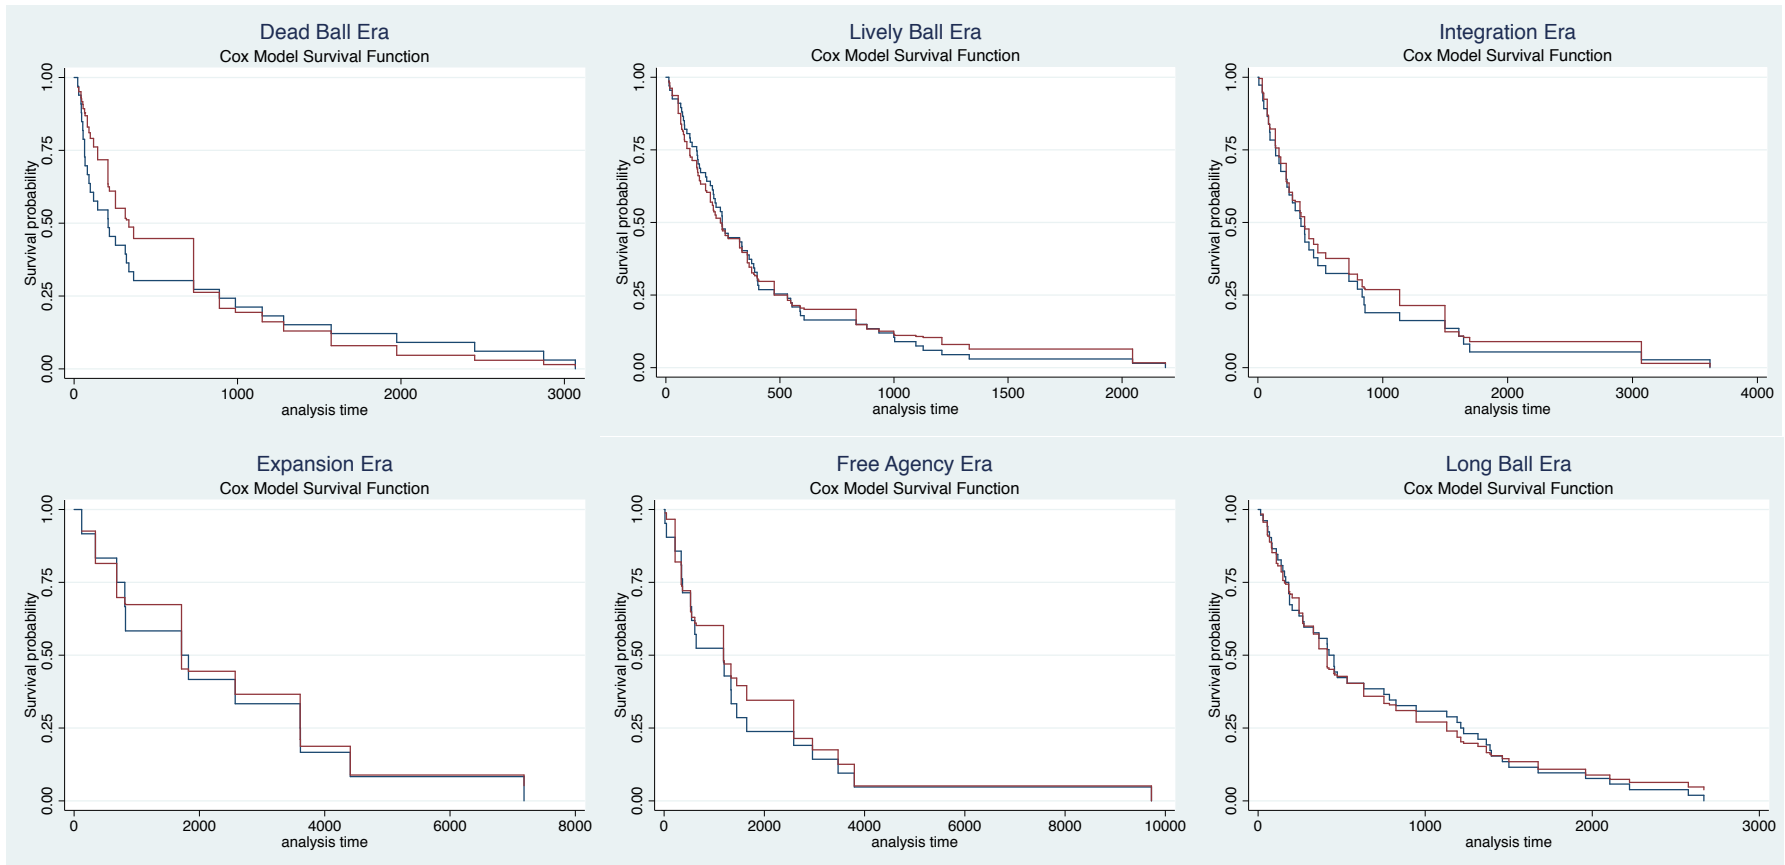 Dead Ball Era
Cox Model Survival Function
Survival probability
1.00
0.75
0.50
0.25
0.00
0 1000 2000 3000
analysis time
Lively Ball Era
Cox Model Survival Function
Survival probability
1.00
0.75
0.50
0.25
0.00
0 500 1000 1500 2000
analysis time
Integration Era
Cox Model Survival Function
Survival probability
1.00
0.75
0.50
0.25
0.00
0 1000 2000 3000 4000
analysis time
Expansion Era
Cox Model Survival Function
Survival probability
1.00
0.75
0.50
0.25
0.00
0 2000 4000 6000 8000
analysis time
Free Agency Era
Cox Model Survival Function
Survival probability
1.00
0.75
0.50
0.25
0.00
0 2000 4000 6000 8000 10000
analysis time
Long Ball Era
Cox Model Survival Function
Survival probability
1.00
0.75
0.50
0.25
0.00
0 1000 2000 3000
analysis time